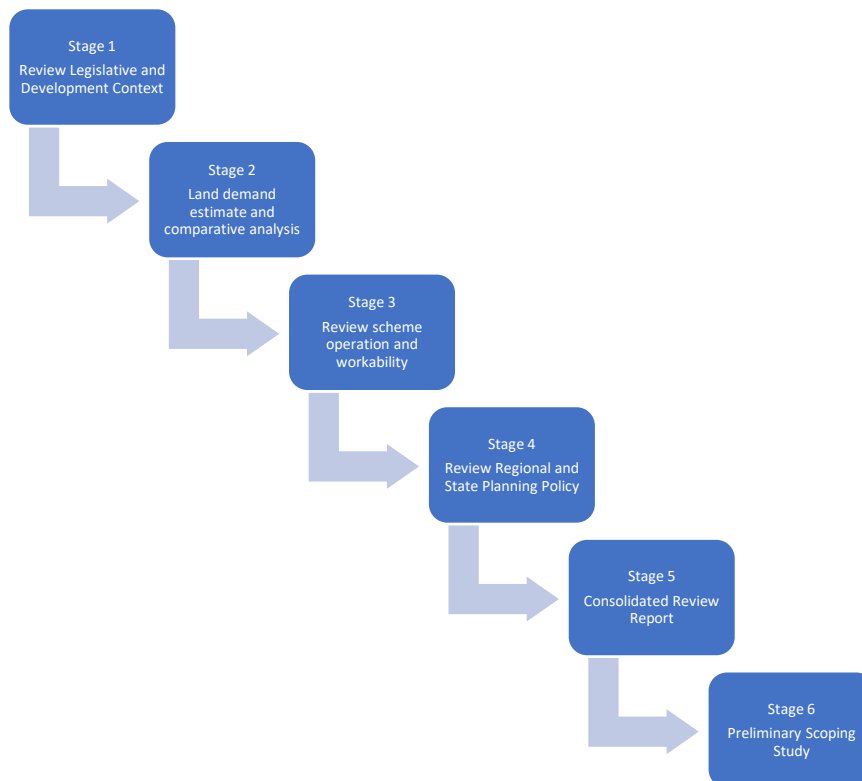 Stage 1
Review Legislative and
Development Context
Stage 2
Land demand
estimate and
comparative analysis
Stage 3
Review scheme
operation and
workability
Stage 4
Review Regional and
State Planning Policy
Stage 5
Consolidated Review
Report
Stage 6
Preliminary Scoping
Study